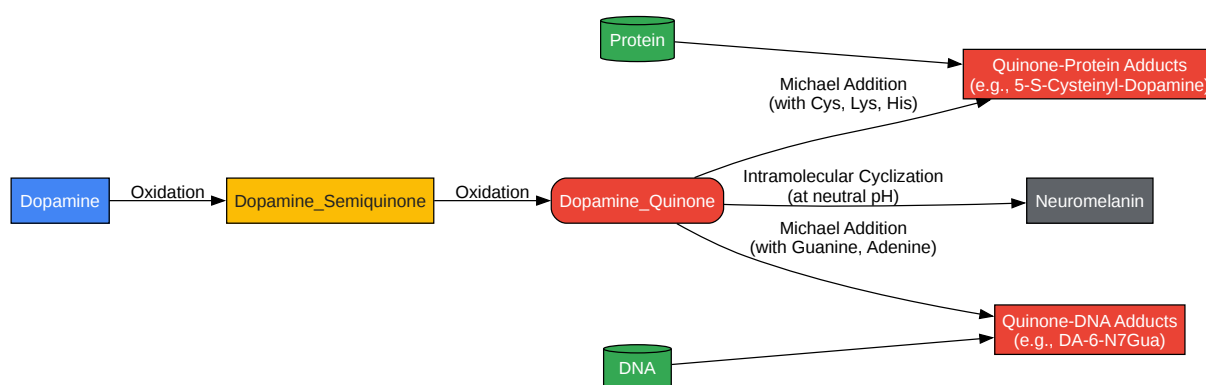 Protein
Quinone-Protein Adducts
(e.g., 5-S-Cysteinyl-Dopamine)
Michael Addition
(with Cys, Lys, His)
Dopamine
Oxidation
Dopamine_Semiquinone
Oxidation
Dopamine_Quinone
Intramolecular Cyclization
(at neutral pH)
Neuromelanin
Michael Addition
(with Guanine, Adenine)
Quinone-DNA Adducts
(e.g., DA-6-N7Gua)
DNA